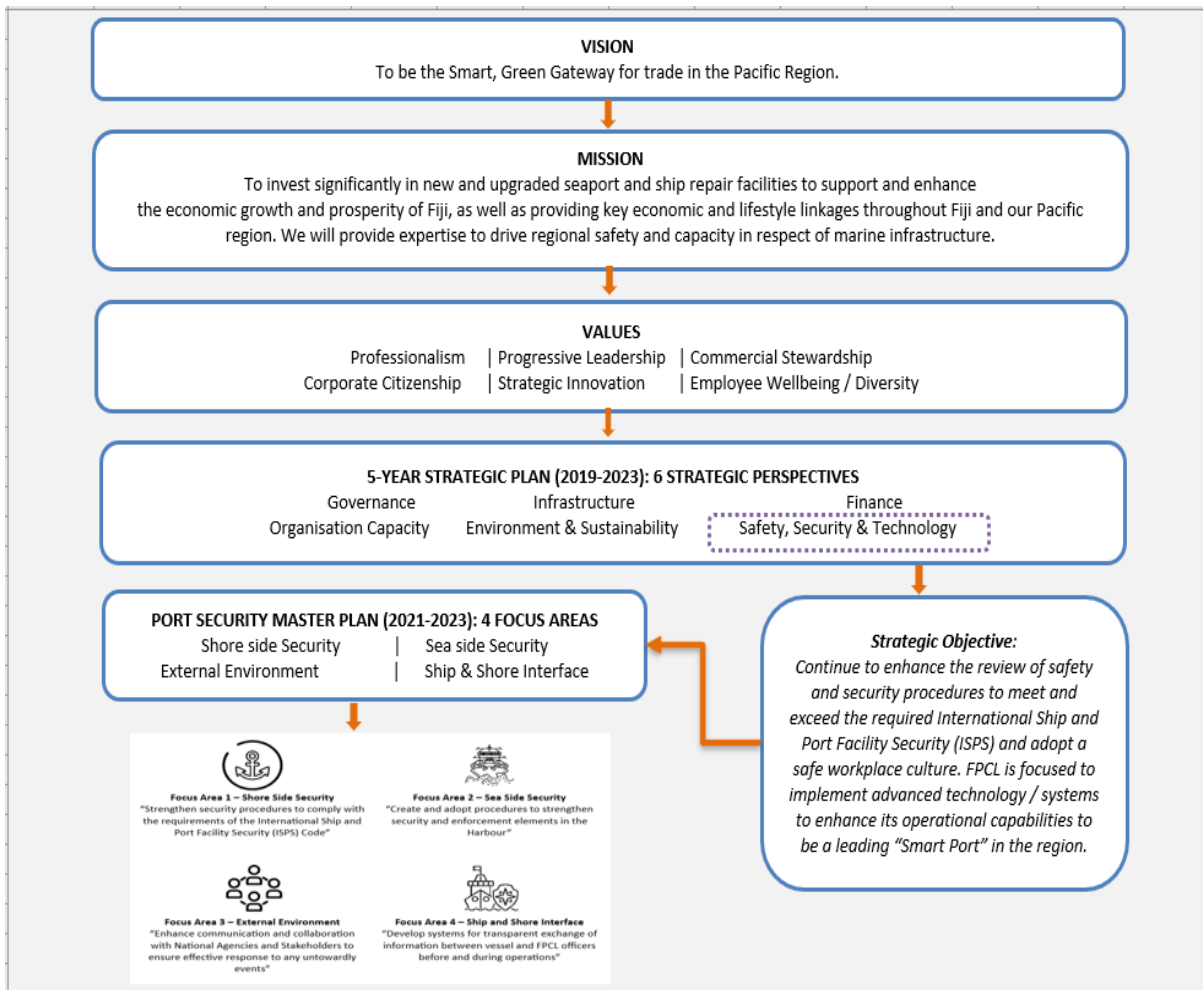 VISION
To be the Smart, Green Gateway for trade in the Pacific Region.
MISSION
To invest significantly in new and upgraded seaport and ship repair facilities to support and enhance
the economic growth and prosperity of Fiji, as well as providing key economic and lifestyle linkages throughout Fiji and our Pacific
region. We will provide expertise to drive regional safety and capacity in respect of marine infrastructure.
VALUES
Professionalism | Progressive Leadership | Commercial Stewardship
Corporate Citizenship | Strategic Innovation | Employee Wellbeing / Diversity
5-YEAR STRATEGIC PLAN (2019-2023): 6 STRATEGIC PERSPECTIVES
Governance Infrastructure Finance
Organisation Capacity Environment & Sustainability Safety, Security & Technology
Strategic Objective:
Continue to enhance the review of safety
and security procedures to meet and
exceed the required International Ship and
Port Facility Security (ISPS) and adopt a
safe workplace culture. FPCL is focused to
implement advanced technology / systems
to enhance its operational capabilities to
be a leading “Smart Port” in the region.
PORT SECURITY MASTER PLAN (2021-2023): 4 FOCUS AREAS
Shore side Security | Sea side Security
External Environment | Ship & Shore Interface
Focus Area 1 – Shore Side Security
“Strengthen security procedures to comply with
the requirements of the International Ship and
Port Facility Security (ISPS) Code”
Focus Area 2 – Sea Side Security
“Create and adopt procedures to strengthen
security and enforcement elements in the
Harbour”
Focus Area 3 – External Environment
“Enhance communication and collaboration
with National Agencies and Stakeholders to
ensure effective response to any untowardly
events”
Focus Area 4 – Ship and Shore Interface
“Develop systems for transparent exchange of
information between vessel and FPCL officers
before and during operations”